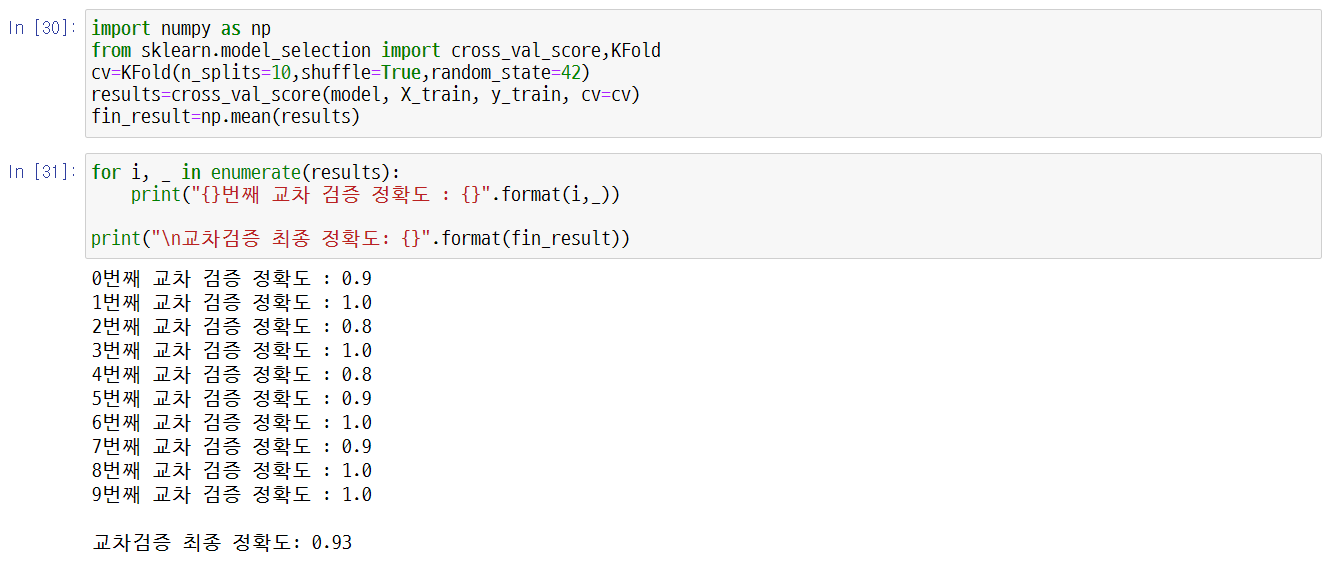 In [30]: import numpy as np
from sklearn.model_selection import cross_val_score,KFold
cv=KFold(n_splits=10,shuffle=True,random_state=42)
results=cross_val_score(model, X_train, y_train, cv=cv)
fin_result=np.mean(results)
In [31]: for i, _ in enumerate(results):
    print("{}번째 교차 검증 정확도 : {}".format(i,_))
print("\n교차검증 최종 정확도: {}".format(fin_result))
0번째 교차 검증 정확도 : 0.9
1번째 교차 검증 정확도 : 1.0
2번째 교차 검증 정확도 : 0.8
3번째 교차 검증 정확도 : 1.0
4번째 교차 검증 정확도 : 0.8
5번째 교차 검증 정확도 : 0.9
6번째 교차 검증 정확도 : 1.0
7번째 교차 검증 정확도 : 0.9
8번째 교차 검증 정확도 : 1.0
9번째 교차 검증 정확도 : 1.0
교차검증 최종 정확도: 0.93